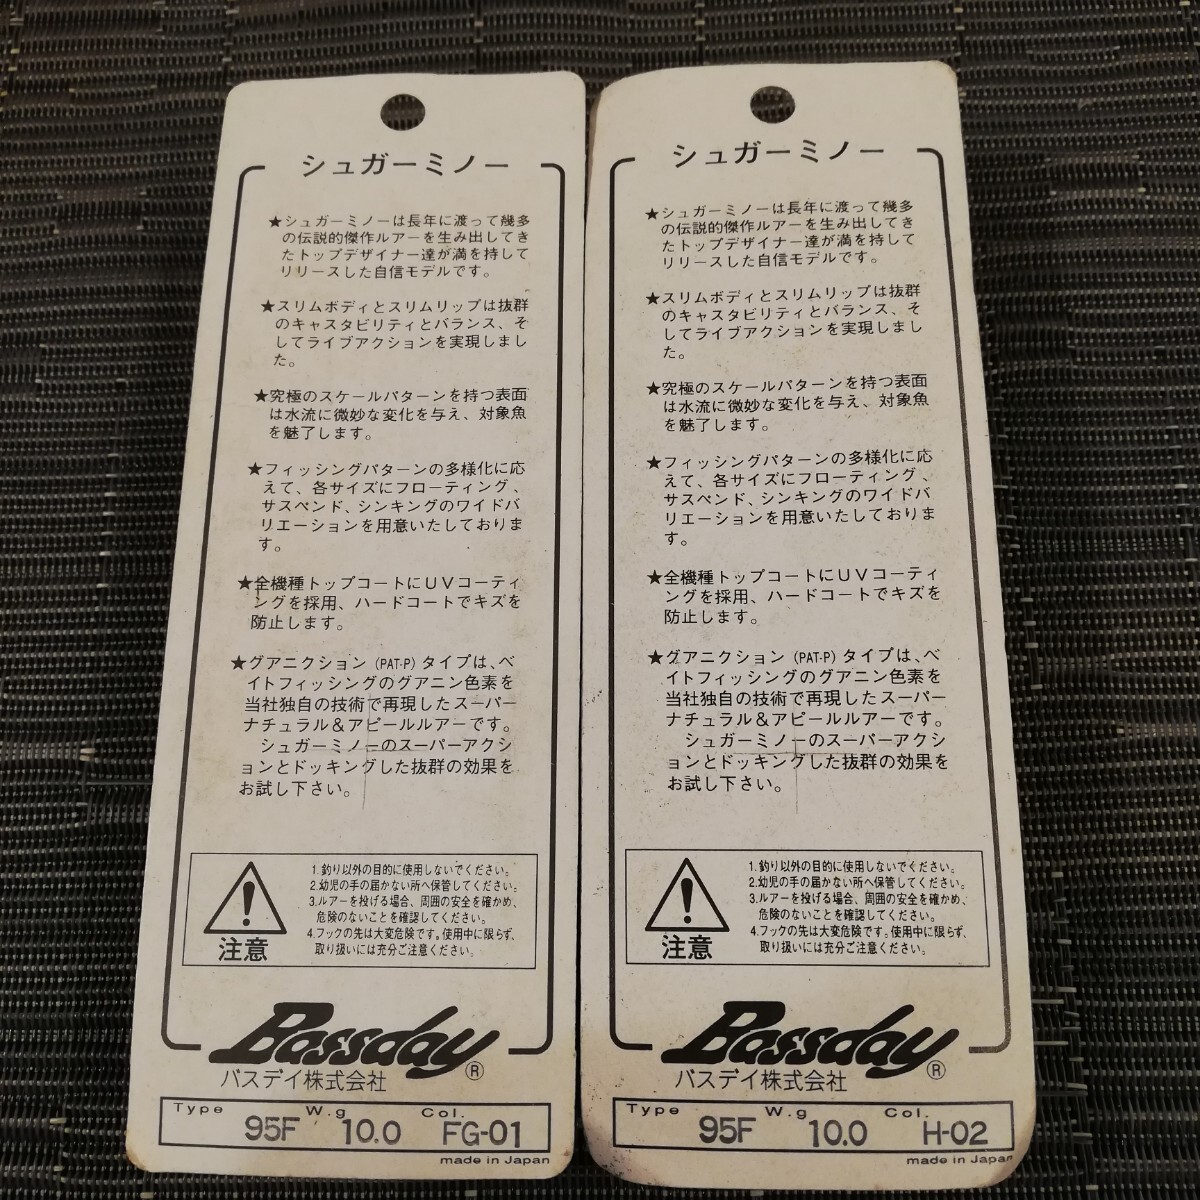 シュガーミノー
★シュガーミノーは長年に渡って幾多
の伝説的傑作ルアーを生み出してき
たトップデザイナー達が満を持して
リリースした自信モデルです。
★スリムボディとスリムリップは抜群
のキャスタビリティとバランス、そ
してライブアクションを実現しまし
た。
★究極のスケールパターンを持つ表面
は水流に微妙な変化を与え、対象魚
を魅了します。
★フィッシングパターンの多様化に応
えて、各サイズにフローティング、
サスペンド、シンキングのワイドバ
リエーションを用意いたしておりま
す。
★全機種トップコートにUVコーティ
ングを採用、ハードコートでキズを
防止します。
★グアニクション(PAT-P)タイプは、ベ
イトフィッシングのグアニン色素を
当社独自の技術で再現したスーパー
ナチュラル&アピールルアーです。
シュガーミノーのスーパーアクシ
ョンとドッキングした抜群の効果を
お試し下さい。
注意
1.釣り以外の目的に使用しないでください。
2.幼児の手の届かない所へ保管してください。
3.ルアーを投げる場合、周囲の安全を確かめ、
危険のないことを確認してください。
4.フックの先は大変危険です。使用中に限らず、
取り扱いには充分ご注意ください。
Bassday®
バスデイ株式会社
Type 95F W.g 10.0 Col. FG-01
made in Japan
シュガーミノー
★シュガーミノーは長年に渡って幾多
の伝説的傑作ルアーを生み出してき
たトップデザイナー達が満を持して
リリースした自信モデルです。
★スリムボディとスリムリップは抜群
のキャスタビリティとバランス、そ
してライブアクションを実現しまし
た。
★究極のスケールパターンを持つ表面
は水流に微妙な変化を与え、対象魚
を魅了します。
★フィッシングパターンの多様化に応
えて、各サイズにフローティング、
サスペンド、シンキングのワイドバ
リエーションを用意いたしておりま
す。
★全機種トップコートにUVコーティ
ングを採用、ハードコートでキズを
防止します。
★グアニクション(PAT-P)タイプは、ベ
イトフィッシングのグアニン色素を
当社独自の技術で再現したスーパー
ナチュラル&アピールルアーです。
シュガーミノーのスーパーアクシ
ョンとドッキングした抜群の効果を
お試し下さい。
注意
1.釣り以外の目的に使用しないでください。
2.幼児の手の届かない所へ保管してください。
3.ルアーを投げる場合、周囲の安全を確かめ、
危険のないことを確認してください。
4.フックの先は大変危険です。使用中に限らず、
取り扱いには充分ご注意ください。
Bassday®
バスデイ株式会社
Type 95F W.g 10.0 Col. H-02
made in Japan